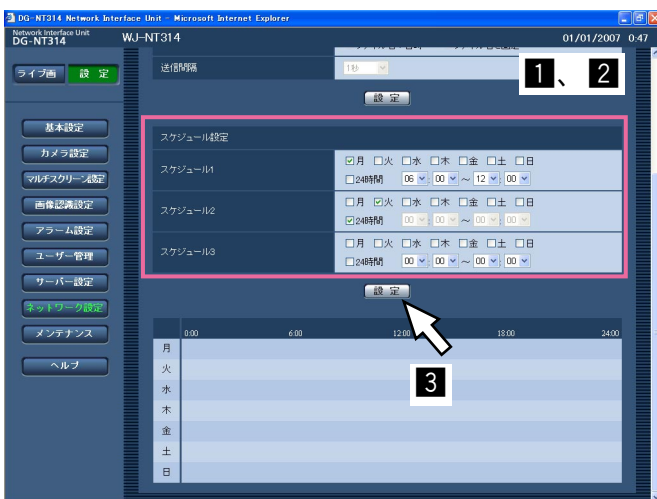 DG-NT314 Network Interface Unit - Microsoft Internet Explorer
Network Interface Unit
DG-NT314
WJ-NT314
01/01/2007 0:47
ライブ画 設 定
送信間隔
1秒
1、 2
設 定
基本設定
カメラ設定
マルチスクリーン設定
画像認識設定
アラーム設定
ユーザー管理
サーバー設定
ネットワーク設定
メンテナンス
ヘルプ
スケジュール設定
スケジュール1
月 火 水 木 金 土 日
24時間 06 : 00 ~ 12 : 00
スケジュール2
月 火 水 木 金 土 日
24時間 00 : 00 ~ 00 : 00
スケジュール3
月 火 水 木 金 土 日
24時間 00 : 00 ~ 00 : 00
設 定
3
0:00 6:00 12:00 18:00 24:00
月
火
水
木
金
土
日